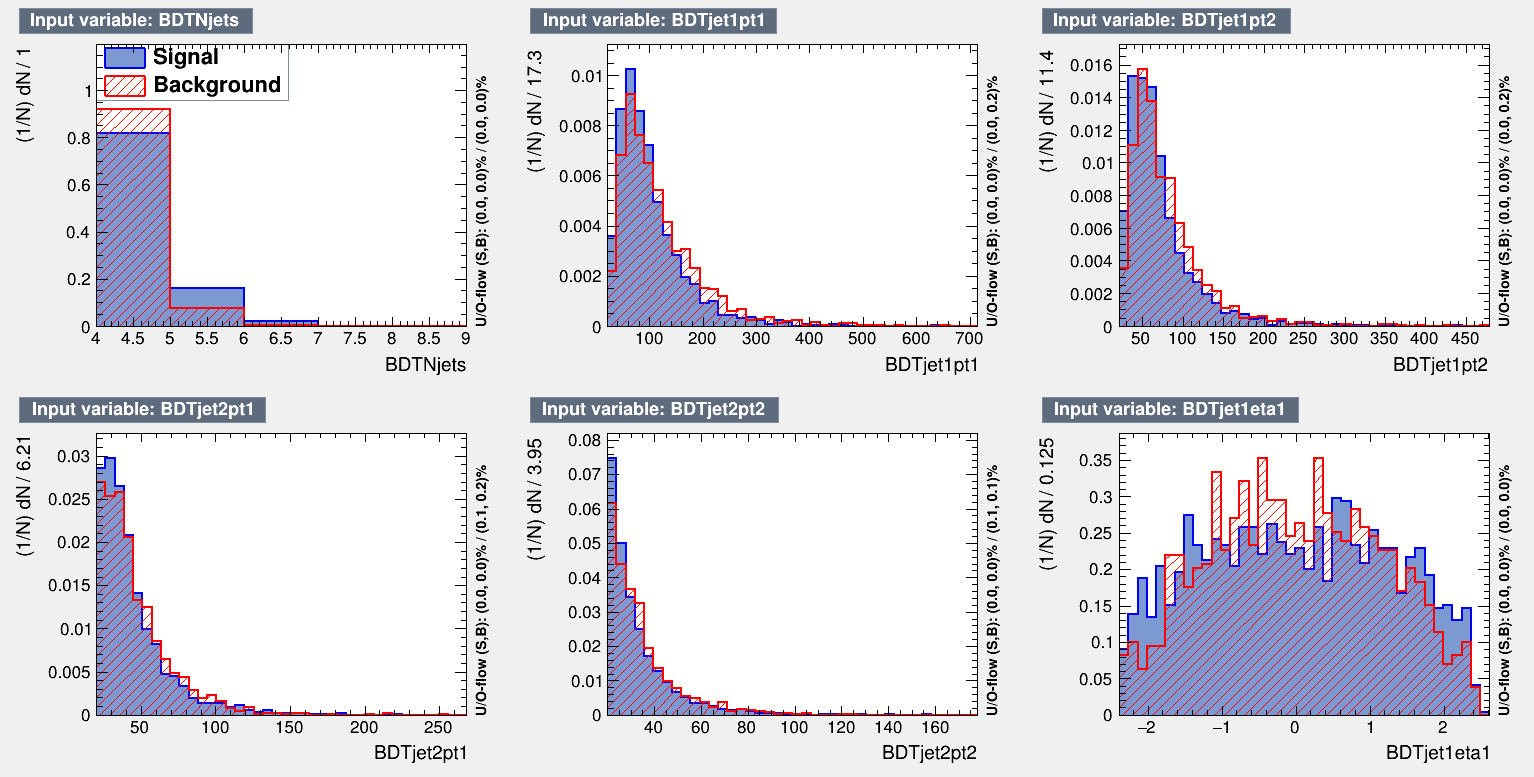 Input variable: BDTNjets
(1/N) dN / 1
Signal
Background
1
0.8
0.6
0.4
0.2
0
4 4.5 5 5.5 6 6.5 7 7.5 8 8.5 9
BDTNjets
U/O-flow (S,B): (0.0, 0.0)% / (0.0, 0.0)%
Input variable: BDTjet1pt1
(1/N) dN / 17.3
0.01
0.008
0.006
0.004
0.002
0
100 200 300 400 500 600 700
BDTjet1pt1
U/O-flow (S,B): (0.0, 0.0)% / (0.0, 0.2)%
Input variable: BDTjet1pt2
(1/N) dN / 11.4
0.016
0.014
0.012
0.01
0.008
0.006
0.004
0.002
0
50 100 150 200 250 300 350 400 450
BDTjet1pt2
U/O-flow (S,B): (0.0, 0.0)% / (0.0, 0.2)%
Input variable: BDTjet2pt1
(1/N) dN / 6.21
0.03
0.025
0.02
0.015
0.01
0.005
0
50 100 150 200 250
BDTjet2pt1
U/O-flow (S,B): (0.0, 0.0)% / (0.1, 0.2)%
Input variable: BDTjet2pt2
(1/N) dN / 3.95
0.08
0.07
0.06
0.05
0.04
0.03
0.02
0.01
0
40 60 80 100 120 140 160
BDTjet2pt2
U/O-flow (S,B): (0.0, 0.0)% / (0.1, 0.1)%
Input variable: BDTjet1eta1
(1/N) dN / 0.125
0.35
0.3
0.25
0.2
0.15
0.1
0.05
0
−2 −1 0 1 2
BDTjet1eta1
U/O-flow (S,B): (0.0, 0.0)% / (0.0, 0.0)%